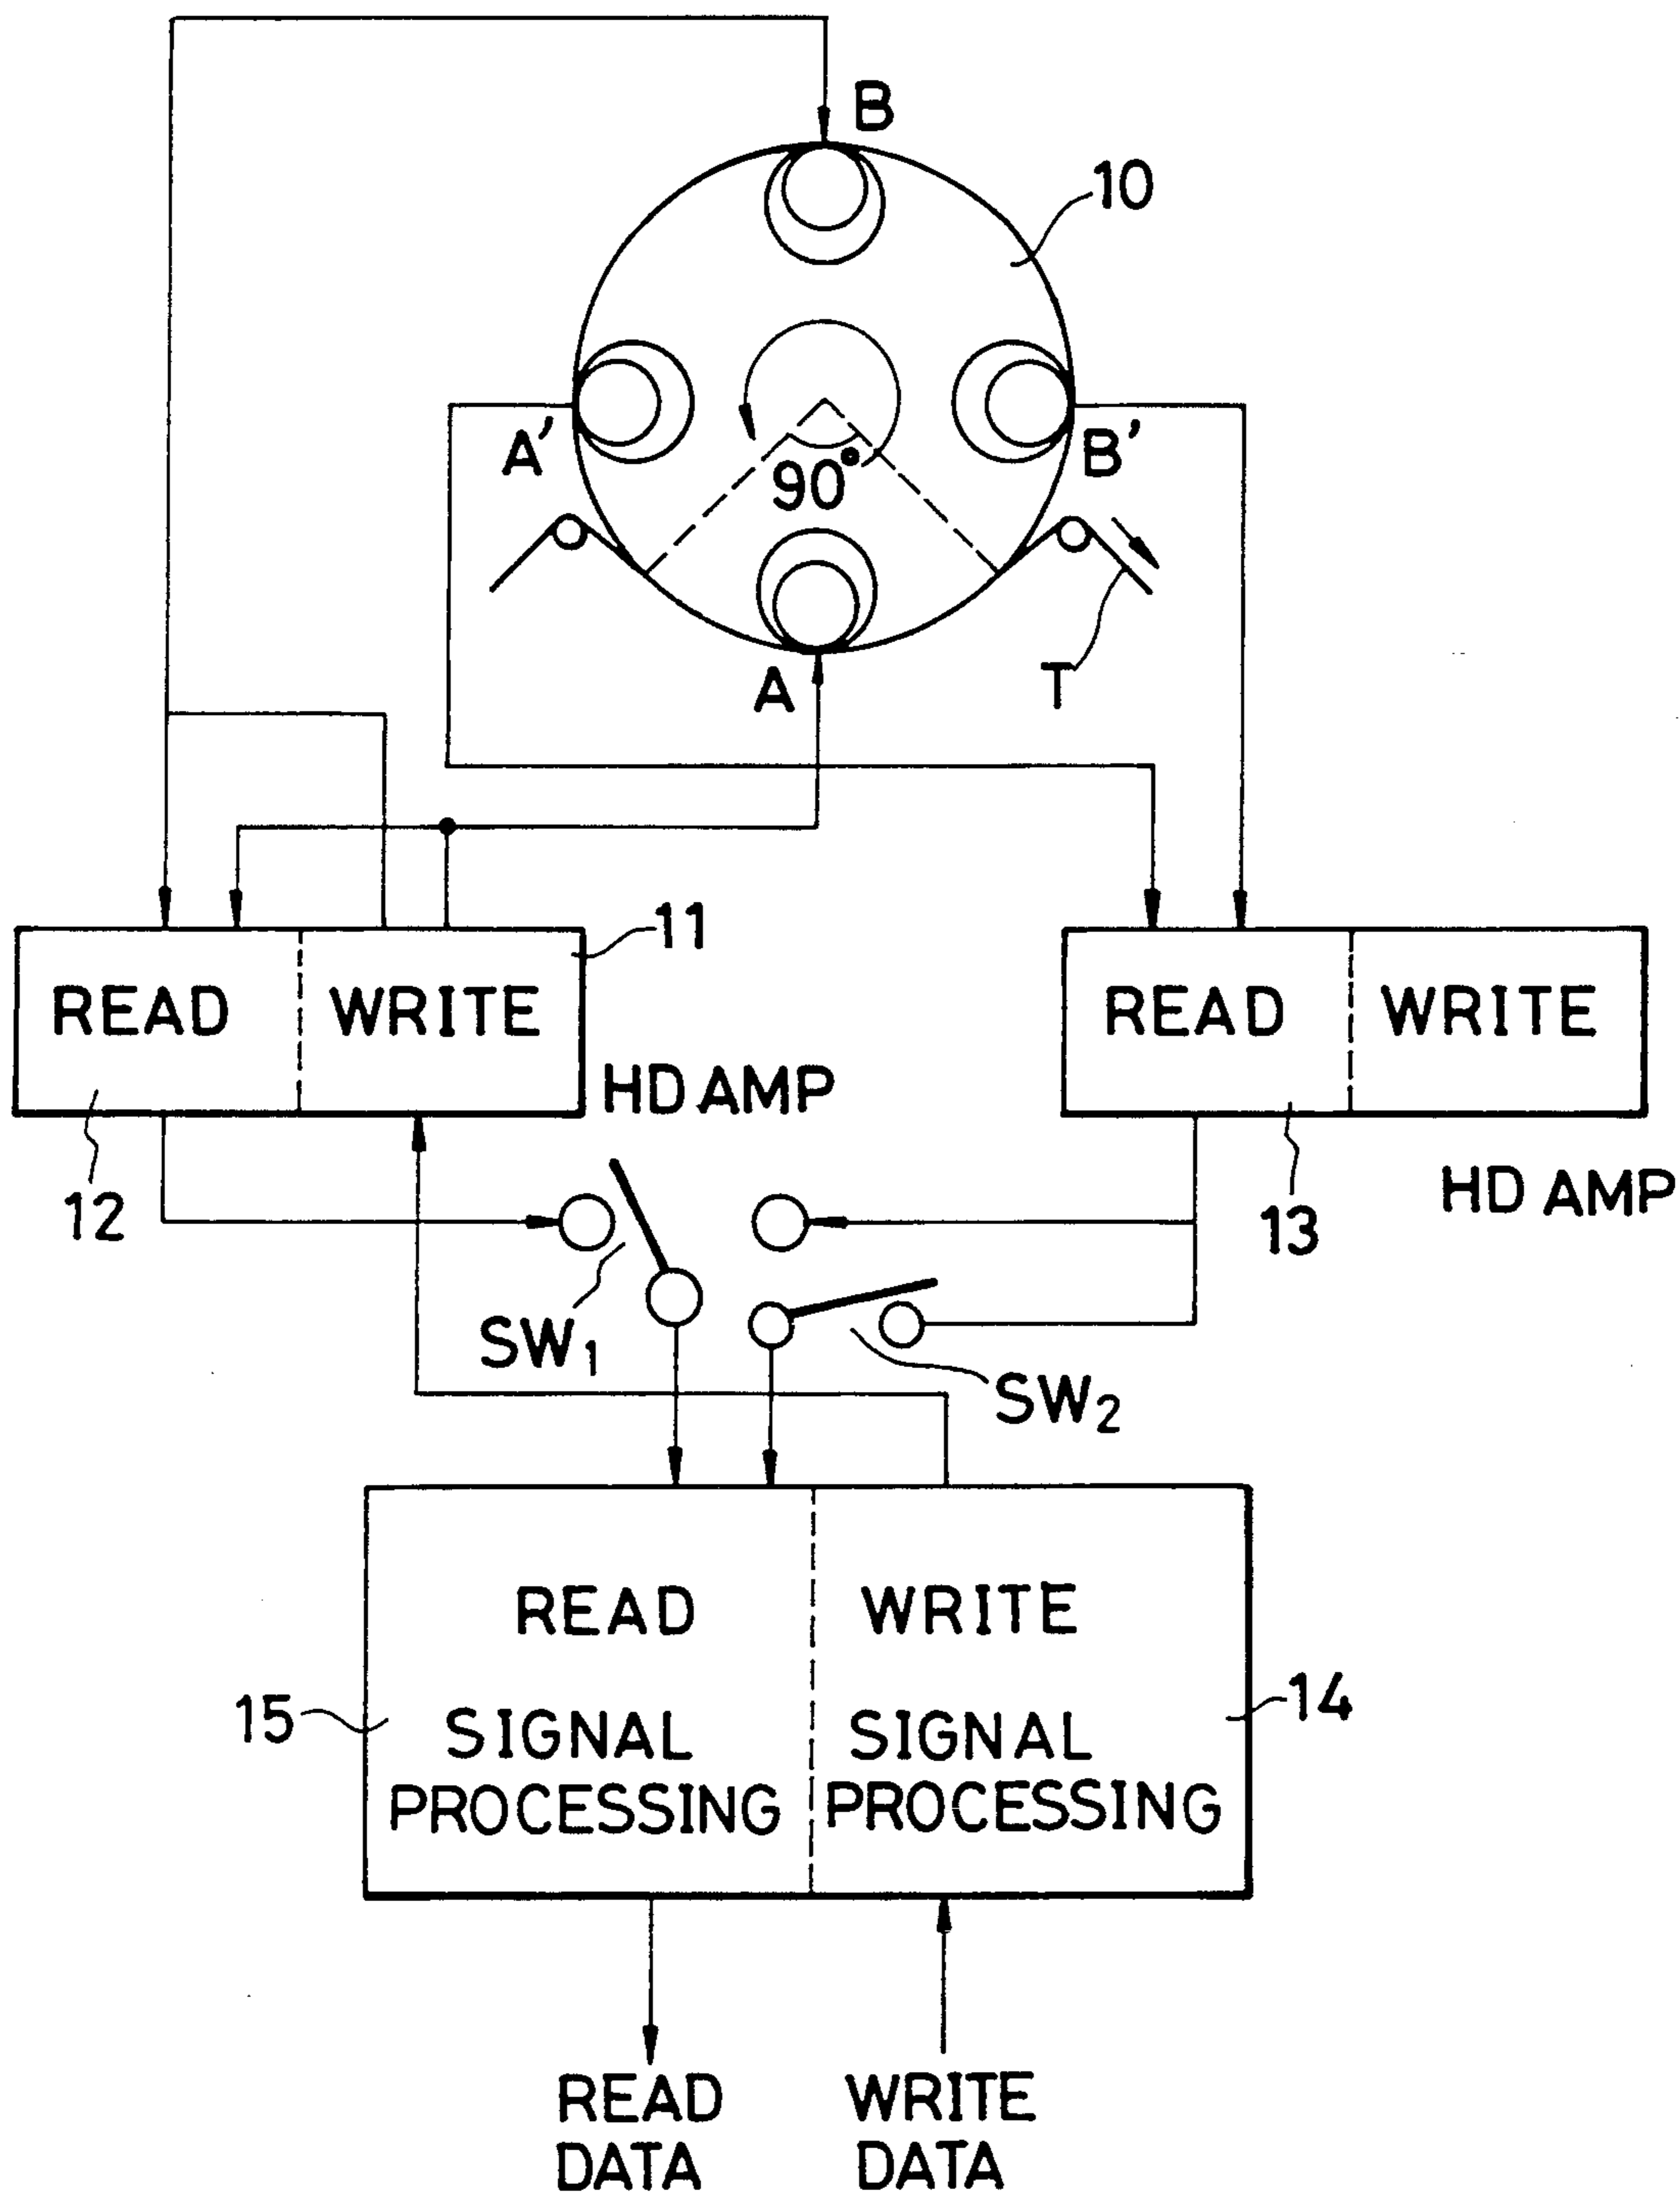 B
10
A'
B'
90°
A
T
11
READ
WRITE
READ
WRITE
HD AMP
12
HD AMP
13
SW1
SW2
READ
WRITE
15
14
SIGNAL
SIGNAL
PROCESSING
PROCESSING
READ
DATA
WRITE
DATA